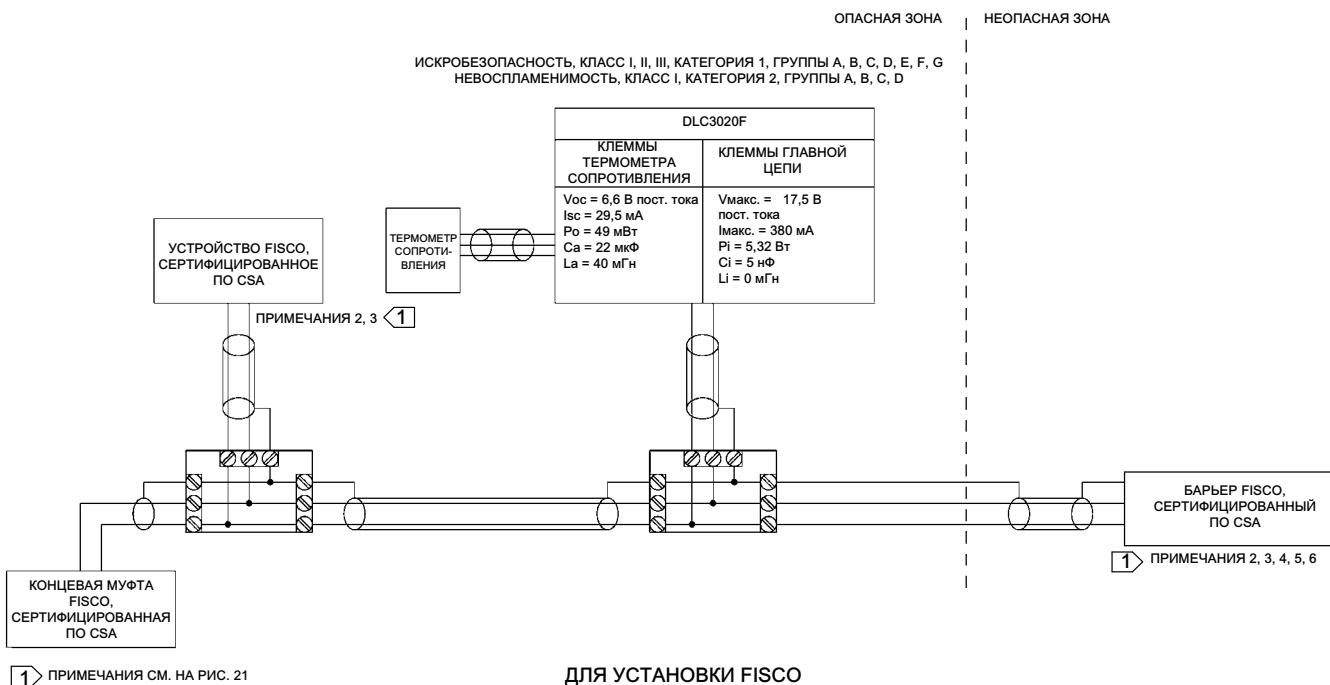 ОПАСНАЯ ЗОНА
НЕОПАСНАЯ ЗОНА
ИСКРОБЕЗОПАСНОСТЬ, КЛАСС I, II, III, КАТЕГОРИЯ 1, ГРУППЫ A, B, C, D, E, F, G
НЕВОСПЛАМЕНИМОСТЬ, КЛАСС I, КАТЕГОРИЯ 2, ГРУППЫ A, B, C, D
DLC3020F
КЛЕММЫ
ТЕРМОМЕТРА
СОПРОТИВЛЕНИЯ
Voc = 6,6 В пост. тока
Isc = 29,5 мА
Po = 49 мВт
Ca = 22 мкФ
La = 40 мГн
КЛЕММЫ ГЛАВНОЙ
ЦЕПИ
Vмакс. = 17,5 В
пост. тока
Iмакс. = 380 мА
Pi = 5,32 Вт
Ci = 5 нФ
Li = 0 мГн
ТЕРМОМЕТР
СОПРОТИ-
ВЛЕНИЯ
УСТРОЙСТВО FISCO,
СЕРТИФИЦИРОВАННОЕ
ПО CSA
ПРИМЕЧАНИЯ 2, 3 1
БАРЬЕР FISCO,
СЕРТИФИЦИРОВАННЫЙ
ПО CSA
1 ПРИМЕЧАНИЯ 2, 3, 4, 5, 6
КОНЦЕВАЯ МУФТА
FISCO,
СЕРТИФИЦИРОВАННАЯ
ПО CSA
1 ПРИМЕЧАНИЯ СМ. НА РИС. 21
ДЛЯ УСТАНОВКИ FISCO